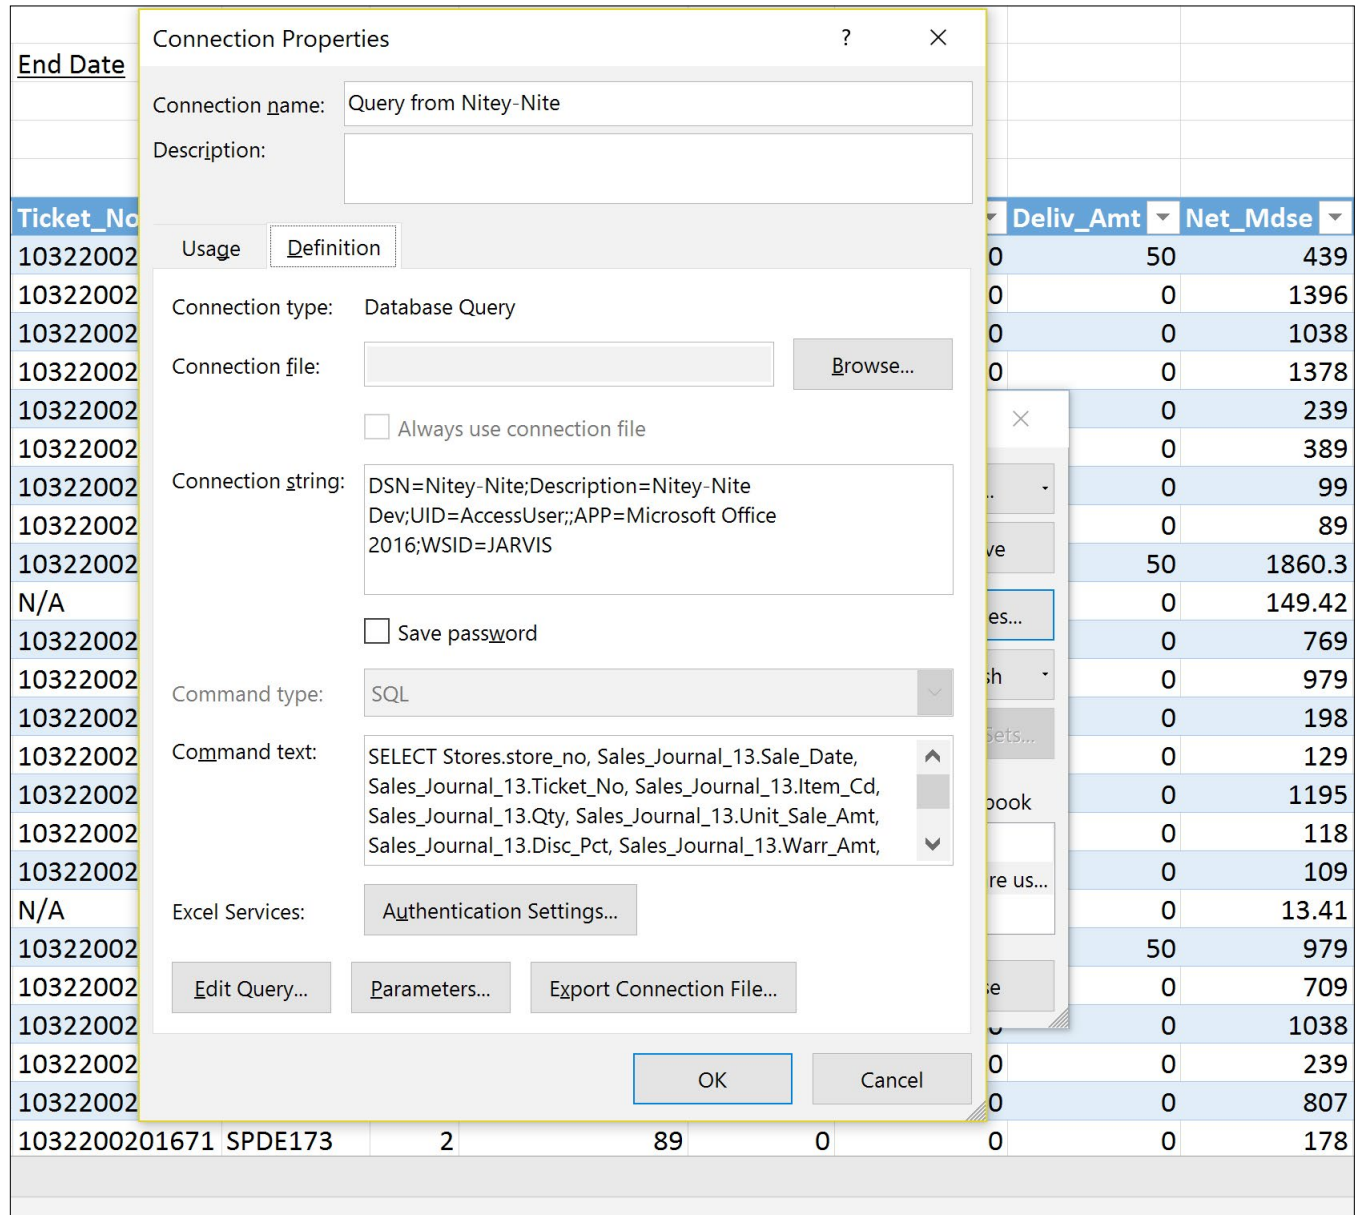 Connection Properties ? ×
End Date
Connection name: Query from Nitey-Nite
Description:
Usage Definition
Connection type: Database Query
Connection file: Browse...
Always use connection file
Connection string: DSN=Nitey-Nite;Description=Nitey-Nite
Dev;UID=AccessUser;;APP=Microsoft Office
2016;WSID=JARVIS
Save password
Command type: SQL
Command text: SELECT Stores.store_no, Sales_Journal_13.Sale_Date,
Sales_Journal_13.Ticket_No, Sales_Journal_13.Item_Cd,
Sales_Journal_13.Qty, Sales_Journal_13.Unit_Sale_Amt,
Sales_Journal_13.Disc_Pct, Sales_Journal_13.Warr_Amt,
Excel Services: Authentication Settings...
Edit Query... Parameters... Export Connection File...
OK Cancel
Ticket_No Deliv_Amt Net_Mdse
10322002 0 50 439
10322002 0 0 1396
10322002 0 0 1038
10322002 0 0 1378
10322002 0 239
10322002 0 389
10322002 0 99
10322002 0 89
10322002 50 1860.3
N/A 0 149.42
10322002 0 769
10322002 0 979
10322002 0 198
10322002 0 129
10322002 0 1195
10322002 0 118
10322002 0 109
N/A 0 13.41
10322002 50 979
10322002 0 709
10322002 0 1038
10322002 0 0 239
10322002 0 0 807
1032200201671 SPDE173 2 89 0 0 0 178
×
..
ve
es...
sh
Sets...
book
re us...
se